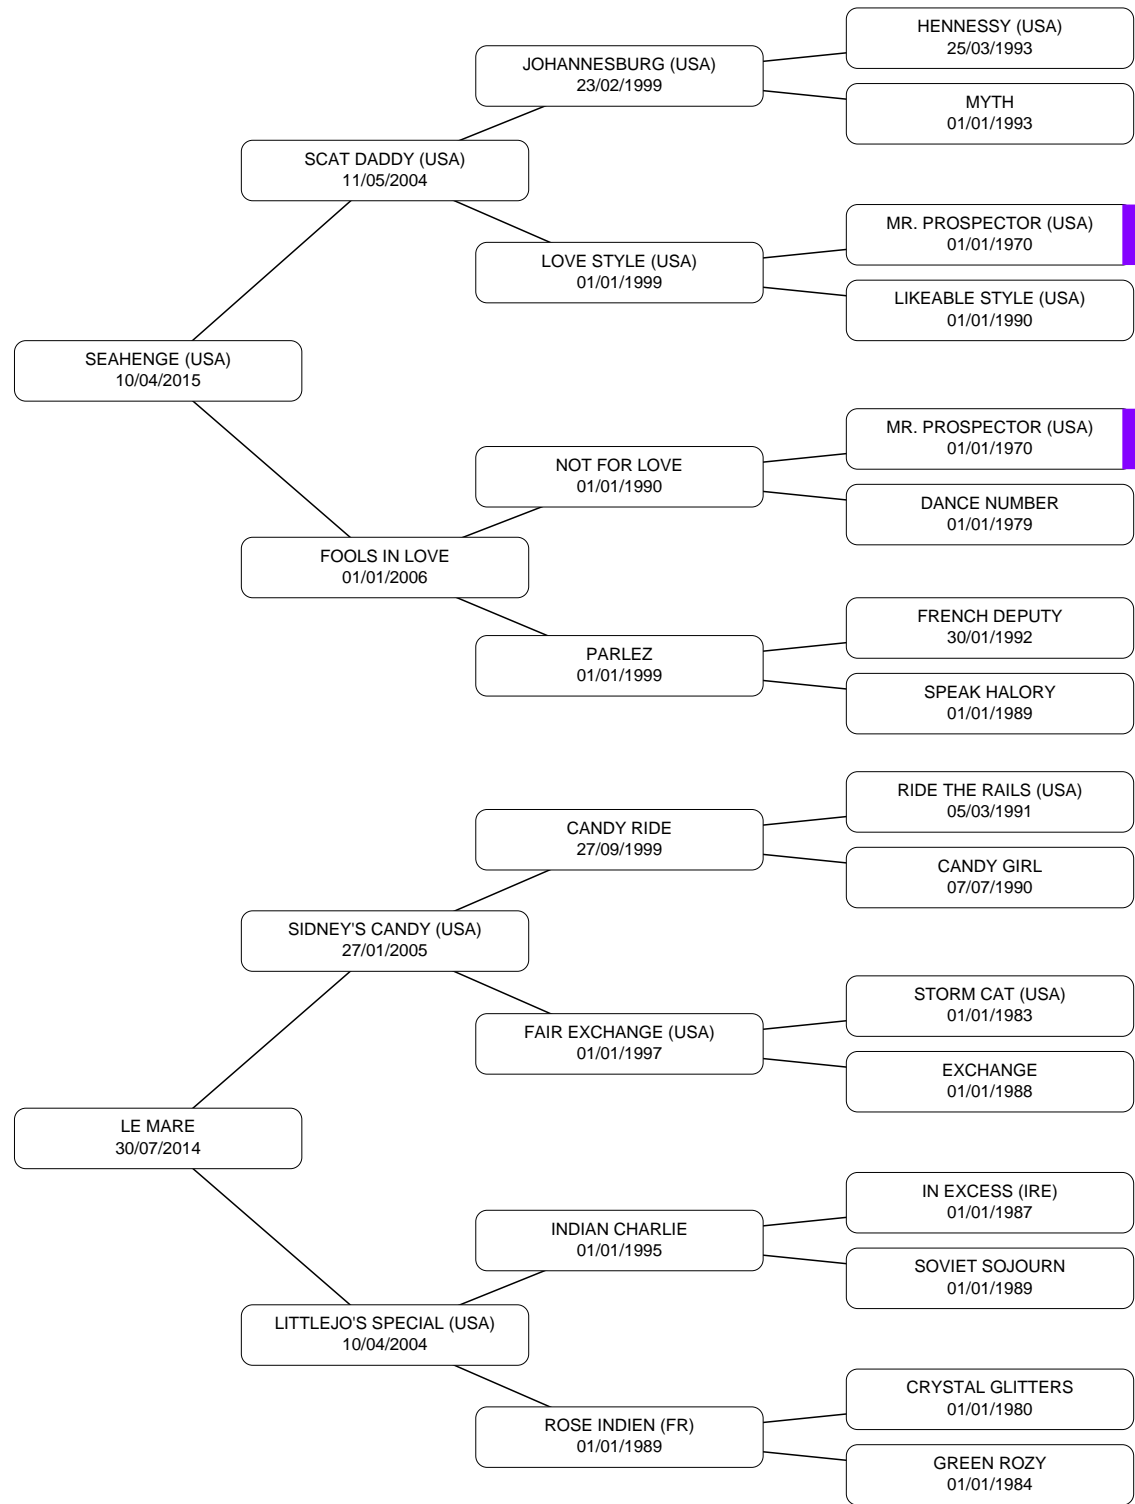 HENNESSY (USA)
25/03/1993
JOHANNESBURG (USA)
23/02/1999
MYTH
01/01/1993
SCAT DADDY (USA)
11/05/2004
MR. PROSPECTOR (USA)
01/01/1970
LOVE STYLE (USA)
01/01/1999
LIKEABLE STYLE (USA)
01/01/1990
SEAHENGE (USA)
10/04/2015
MR. PROSPECTOR (USA)
01/01/1970
NOT FOR LOVE
01/01/1990
DANCE NUMBER
01/01/1979
FOOLS IN LOVE
01/01/2006
FRENCH DEPUTY
30/01/1992
PARLEZ
01/01/1999
SPEAK HALORY
01/01/1989
RIDE THE RAILS (USA)
05/03/1991
CANDY RIDE
27/09/1999
CANDY GIRL
07/07/1990
SIDNEY'S CANDY (USA)
27/01/2005
STORM CAT (USA)
01/01/1983
FAIR EXCHANGE (USA)
01/01/1997
EXCHANGE
01/01/1988
LE MARE
30/07/2014
IN EXCESS (IRE)
01/01/1987
INDIAN CHARLIE
01/01/1995
SOVIET SOJOURN
01/01/1989
LITTLEJO'S SPECIAL (USA)
10/04/2004
CRYSTAL GLITTERS
01/01/1980
ROSE INDIEN (FR)
01/01/1989
GREEN ROZY
01/01/1984